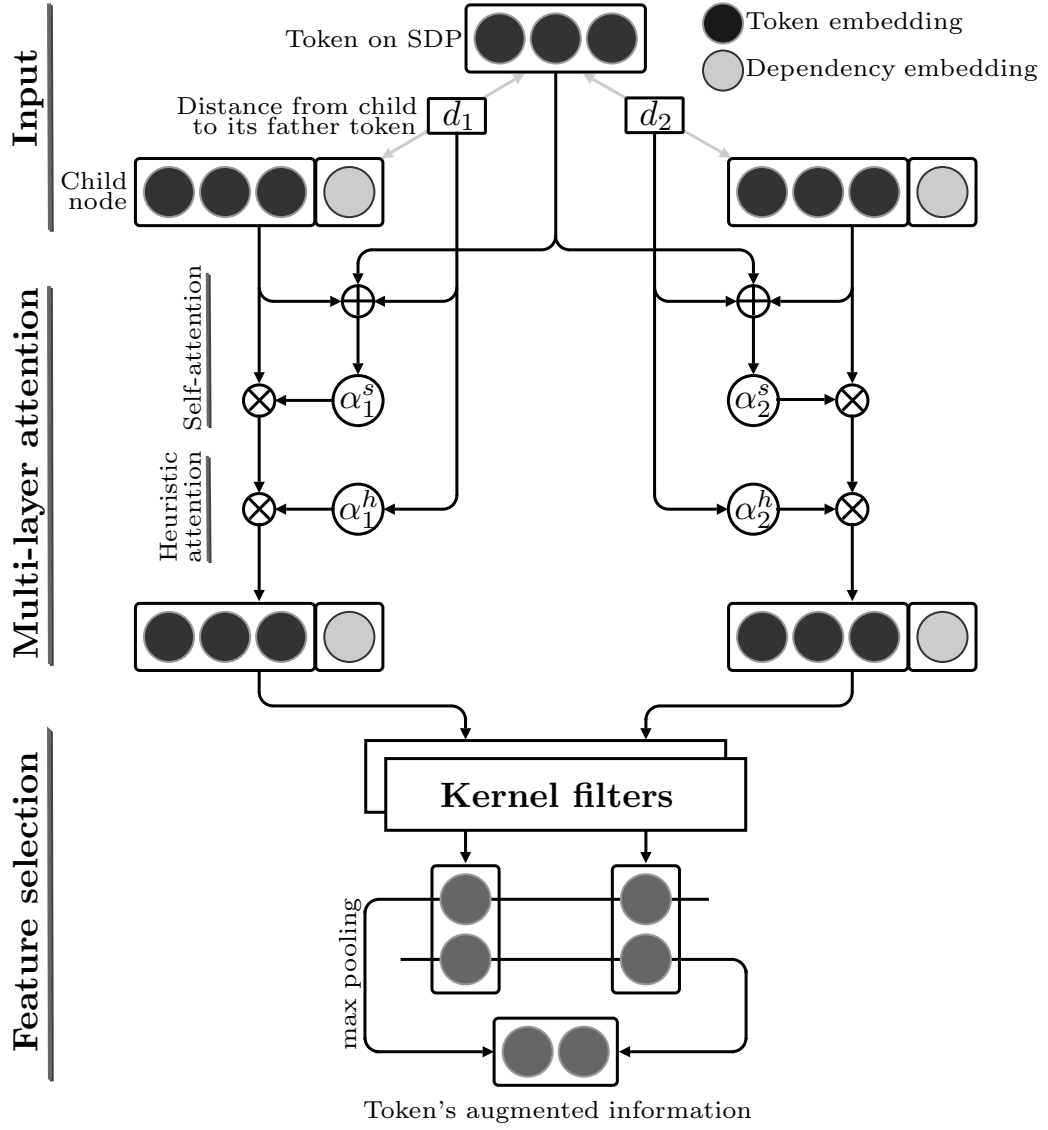 Token on SDP
Token embedding
Dependency embedding
Input
Distance from child
to its father token
d₁
d₂
Child
node
Multi-layer attention
Self-attention
α₁ˢ
α₂ˢ
Heuristic
attention
α₁ʰ
α₂ʰ
Feature selection
Kernel filters
max pooling
Token's augmented information